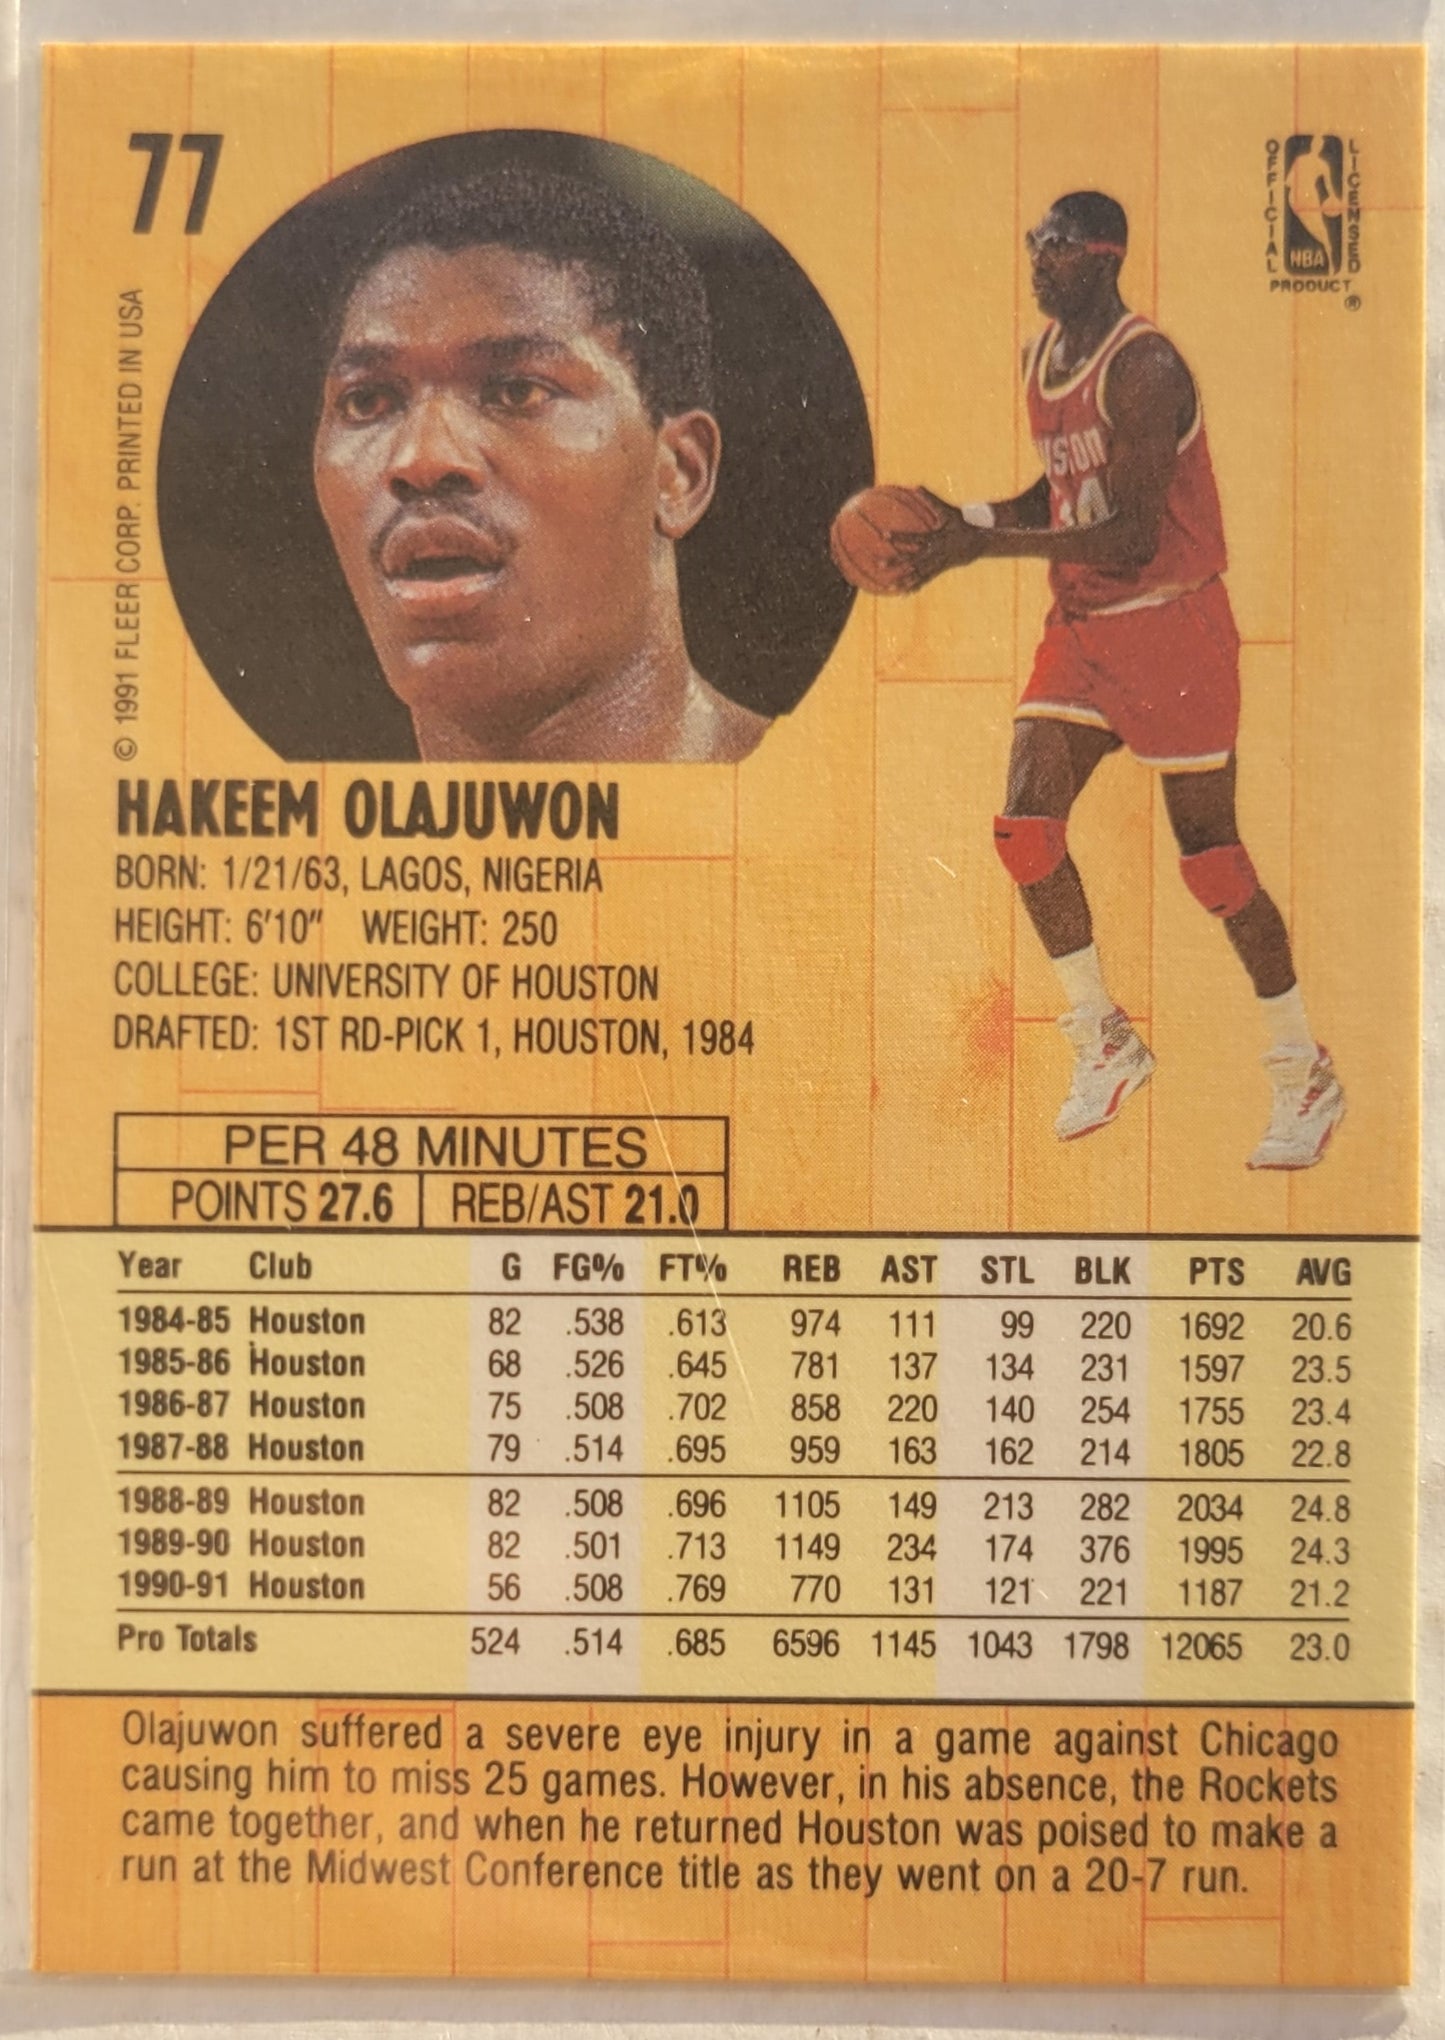 77
OFFICIAL LICENSED
NBA
PRODUCT ®
© 1991 FLEER CORP. PRINTED IN USA
HAKEEM OLAJUWON
BORN: 1/21/63, LAGOS, NIGERIA
HEIGHT: 6'10" WEIGHT: 250
COLLEGE: UNIVERSITY OF HOUSTON
DRAFTED: 1ST RD-PICK 1, HOUSTON, 1984
PER 48 MINUTES
POINTS 27.6 REB/AST 21.0
Year Club G FG% FT% REB AST STL BLK PTS AVG
1984-85 Houston 82 .538 .613 974 111 99 220 1692 20.6
1985-86 Houston 68 .526 .645 781 137 134 231 1597 23.5
1986-87 Houston 75 .508 .702 858 220 140 254 1755 23.4
1987-88 Houston 79 .514 .695 959 163 162 214 1805 22.8
1988-89 Houston 82 .508 .696 1105 149 213 282 2034 24.8
1989-90 Houston 82 .501 .713 1149 234 174 376 1995 24.3
1990-91 Houston 56 .508 .769 770 131 121 221 1187 21.2
Pro Totals 524 .514 .685 6596 1145 1043 1798 12065 23.0
Olajuwon suffered a severe eye injury in a game against Chicago
causing him to miss 25 games. However, in his absence, the Rockets
came together, and when he returned Houston was poised to make a
run at the Midwest Conference title as they went on a 20-7 run.